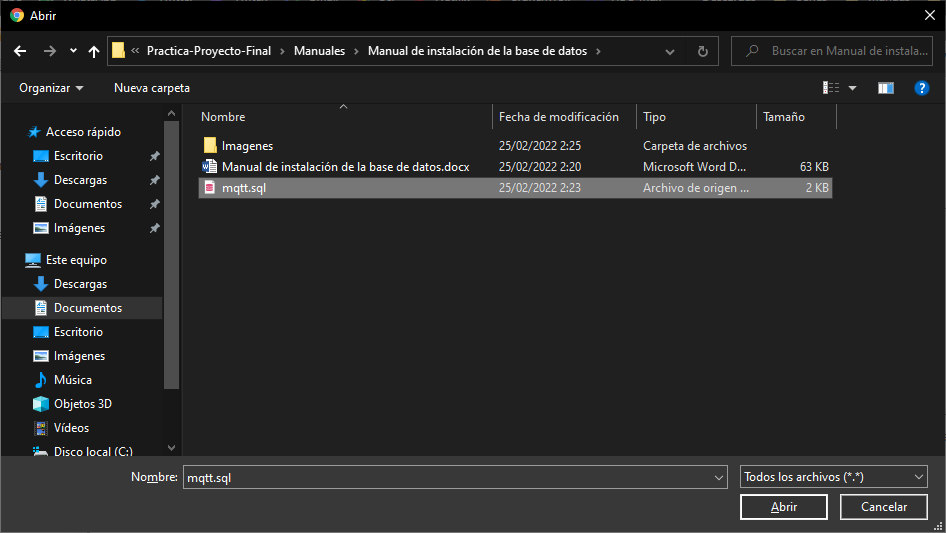 Abrir
« Practica-Proyecto-Final > Manuales > Manual de instalación de la base de datos >
Buscar en Manual de instala...
Organizar
Nueva carpeta
Nombre Fecha de modificación Tipo Tamaño
Imagenes 25/02/2022 2:25 Carpeta de archivos
Manual de instalación de la base de datos.docx 25/02/2022 2:20 Microsoft Word D... 63 KB
mqtt.sql 25/02/2022 2:23 Archivo de origen ... 2 KB
Acceso rápido
Escritorio
Descargas
Documentos
Imágenes
Este equipo
Descargas
Documentos
Escritorio
Imágenes
Música
Objetos 3D
Vídeos
Disco local (C:)
Nombre: mqtt.sql
Todos los archivos (*.*)
Abrir
Cancelar